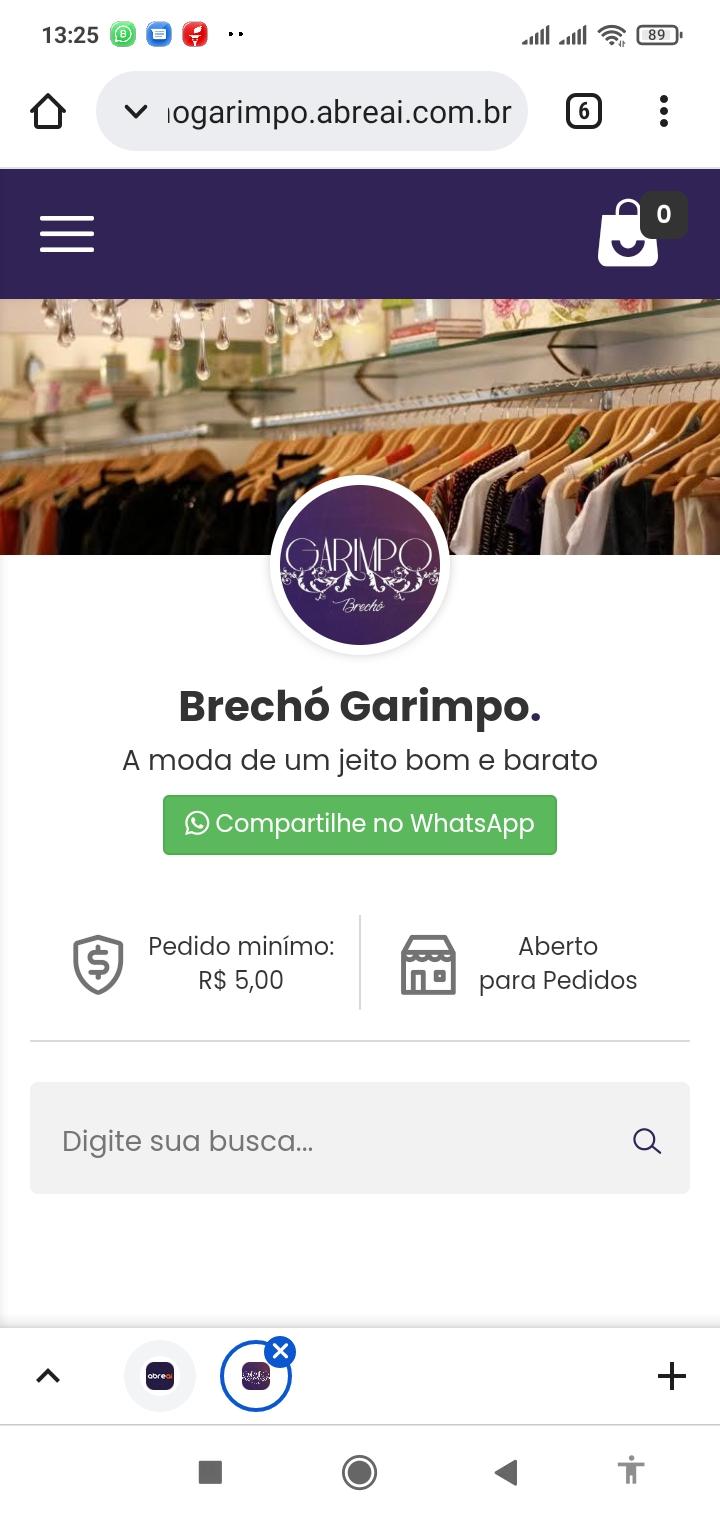 13:25
89
ogarimpo.abreai.com.br
6
0
GARIMPO
Brechó
Brechó Garimpo.
A moda de um jeito bom e barato
Compartilhe no WhatsApp
Pedido minímo:
R$ 5,00
Aberto
para Pedidos
Digite sua busca...
abreai